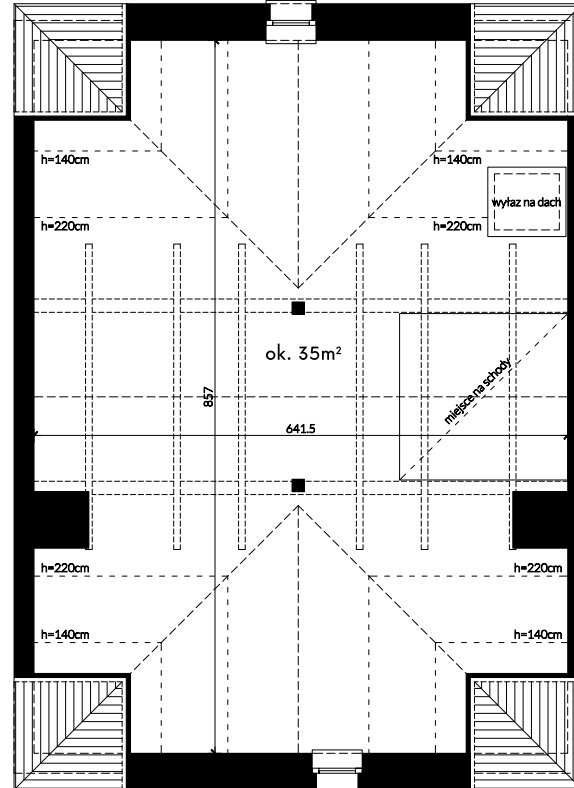 h=140cm
h=140cm
wyłaz na dach
h=220cm
h=220cm
ok. 35m²
miejsce na schody
857
641.5
h=220cm
h=220cm
h=140cm
h=140cm